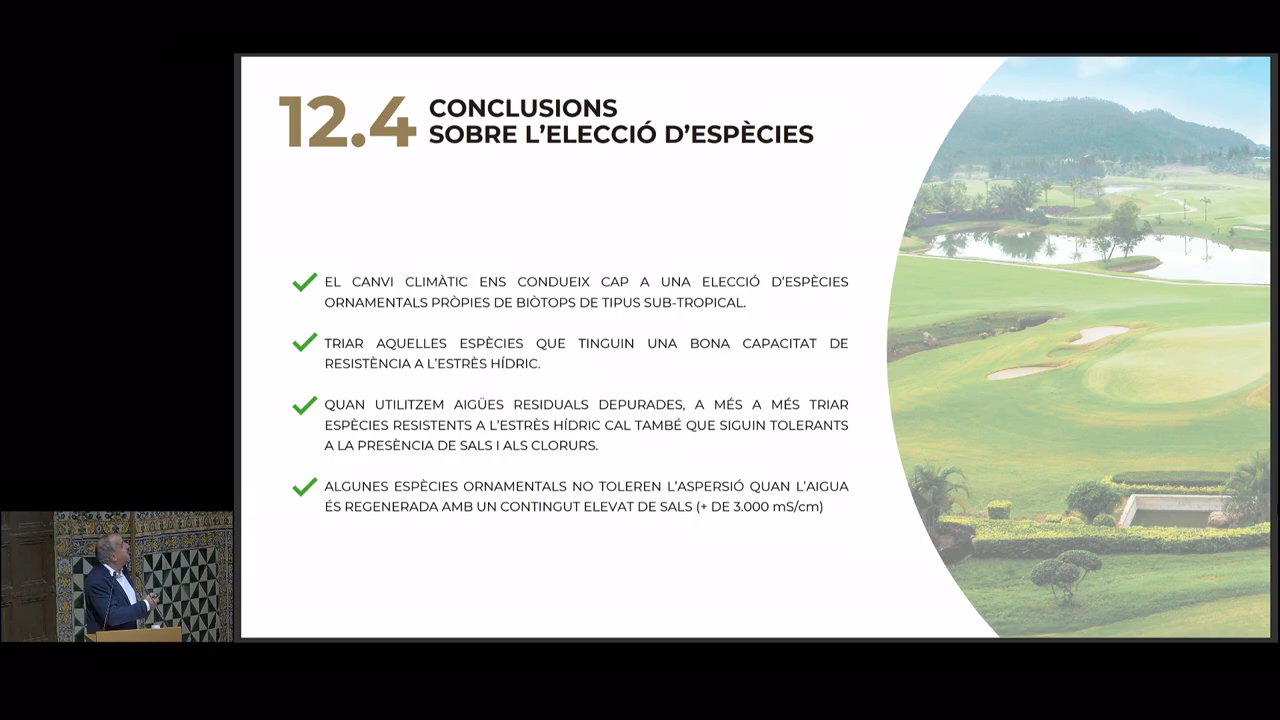 12.4 CONCLUSIONS
SOBRE L'ELECCIÓ D'ESPÈCIES
EL CANVI CLIMÀTIC ENS CONDUEIX CAP A UNA ELECCIÓ D'ESPÈCIES
ORNAMENTALS PRÒPIES DE BIÒTOPS DE TIPUS SUB-TROPICAL.
TRIAR AQUELLES ESPÈCIES QUE TINGUIN UNA BONA CAPACITAT DE
RESISTÈNCIA A L'ESTRÈS HÍDRIC.
QUAN UTILITZEM AIGÜES RESIDUALS DEPURADES, A MÉS A MÉS TRIAR
ESPÈCIES RESISTENTS A L'ESTRÈS HÍDRIC CAL TAMBÉ QUE SIGUIN TOLERANTS
A LA PRESÈNCIA DE SALS I ALS CLORURS.
ALGUNES ESPÈCIES ORNAMENTALS NO TOLEREN L'ASPERSIÓ QUAN L'AIGUA
ÉS REGENERADA AMB UN CONTINGUT ELEVAT DE SALS (+ DE 3.000 mS/cm)